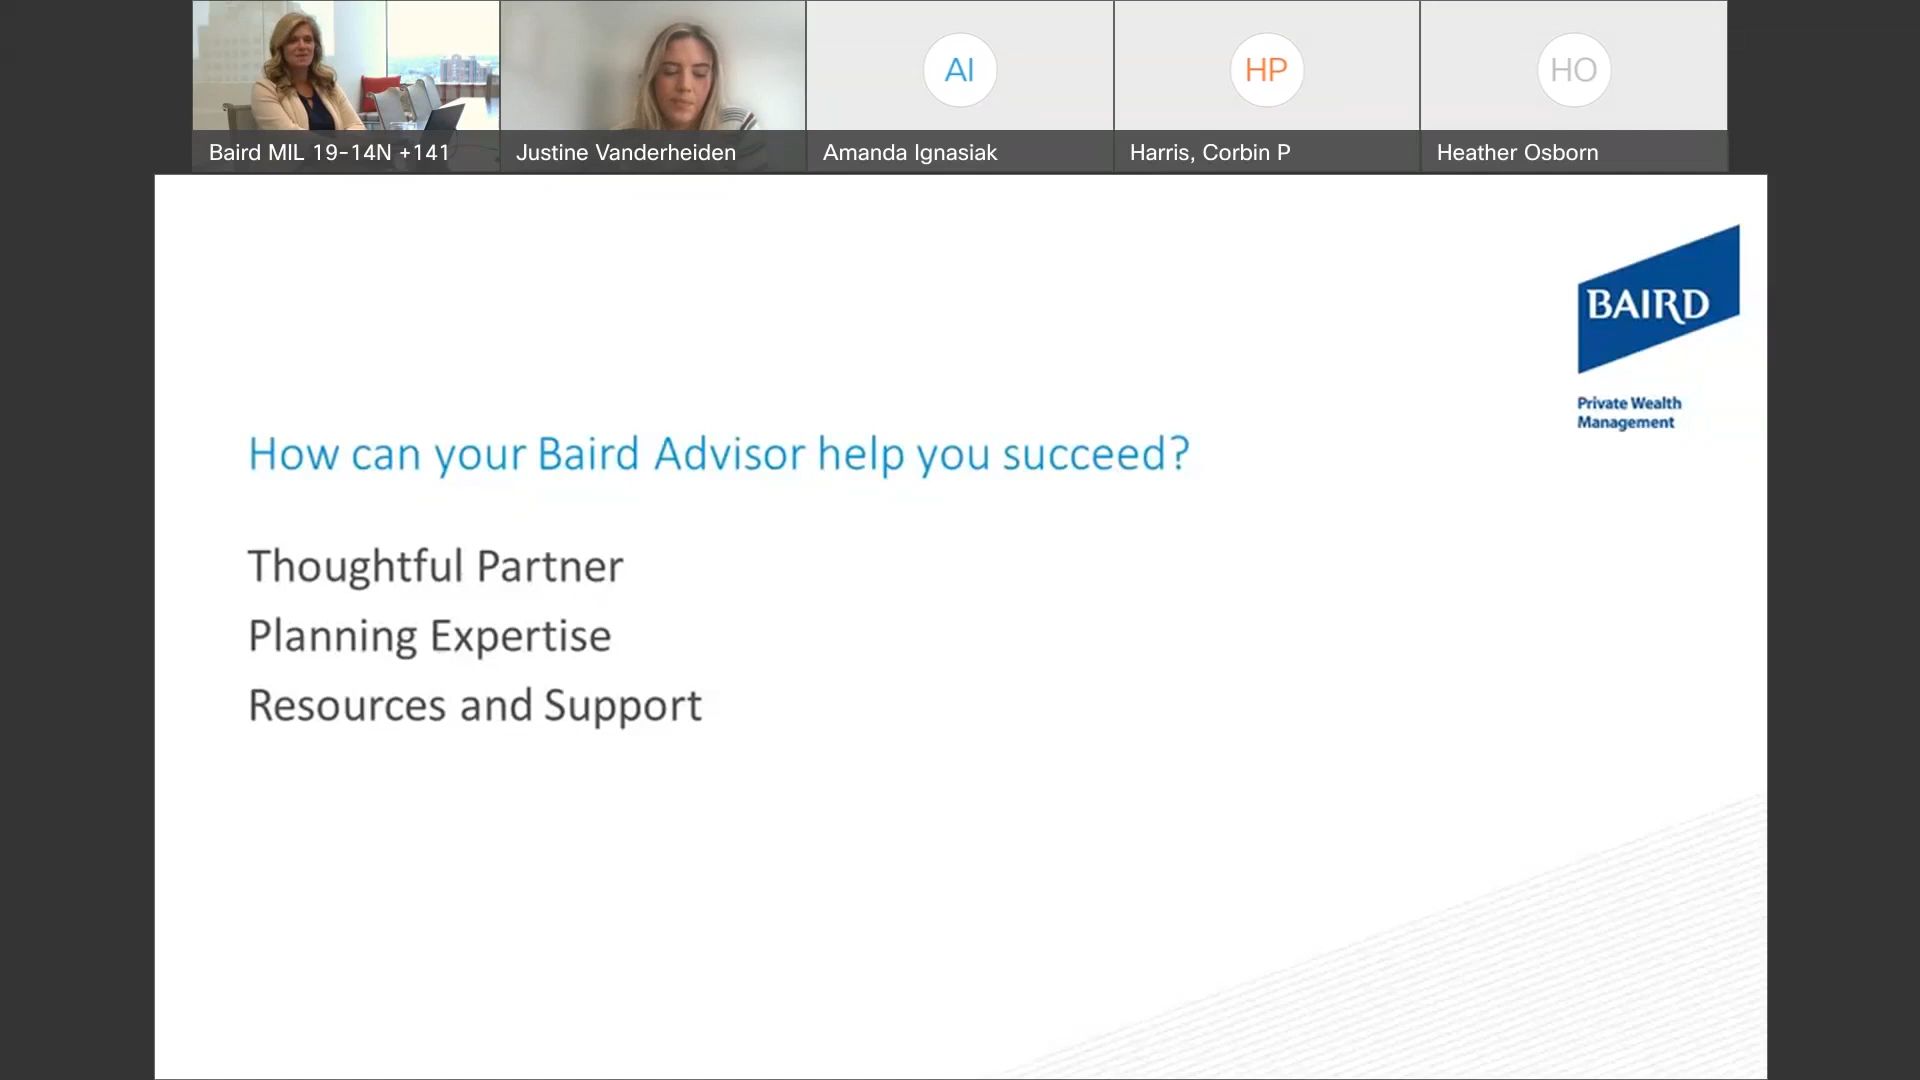 AI
HP
HO
Baird MIL 19-14N +141
Justine Vanderheiden
Amanda Ignasiak
Harris, Corbin P
Heather Osborn
BAIRD
Private Wealth
Management
How can your Baird Advisor help you succeed?
Thoughtful Partner
Planning Expertise
Resources and Support